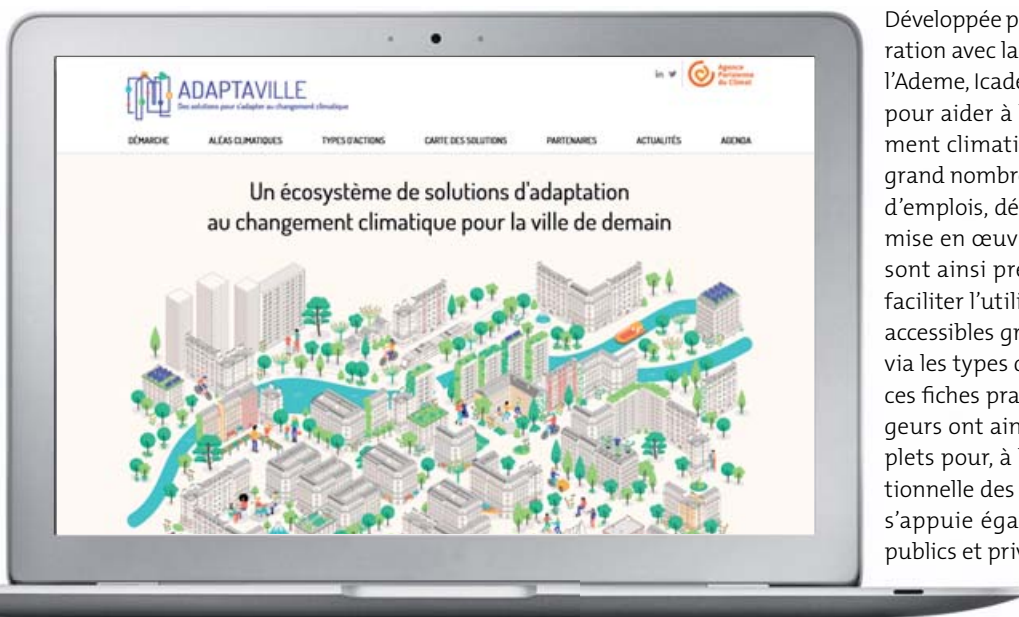 ADAPTAVILLE
Des solutions pour s'adapter au changement climatique
in
Agence
Parisienne
du Climat
DÉMARCHE
ALÉAS CLIMATIQUES
TYPES D'ACTIONS
CARTE DES SOLUTIONS
PARTENAIRES
ACTUALITÉS
AGENDA
Un écosystème de solutions d'adaptation
au changement climatique pour la ville de demain
Développée p
ration avec la
l'Ademe, Icade
pour aider à
ment climati
grand nombre
d'emplois, dé
mise en œuv
sont ainsi pré
faciliter l'utili
accessibles gr
via les types d
ces fiches pra
geurs ont ain
plets pour, à
tionnelle des
s'appuie éga
publics et priv